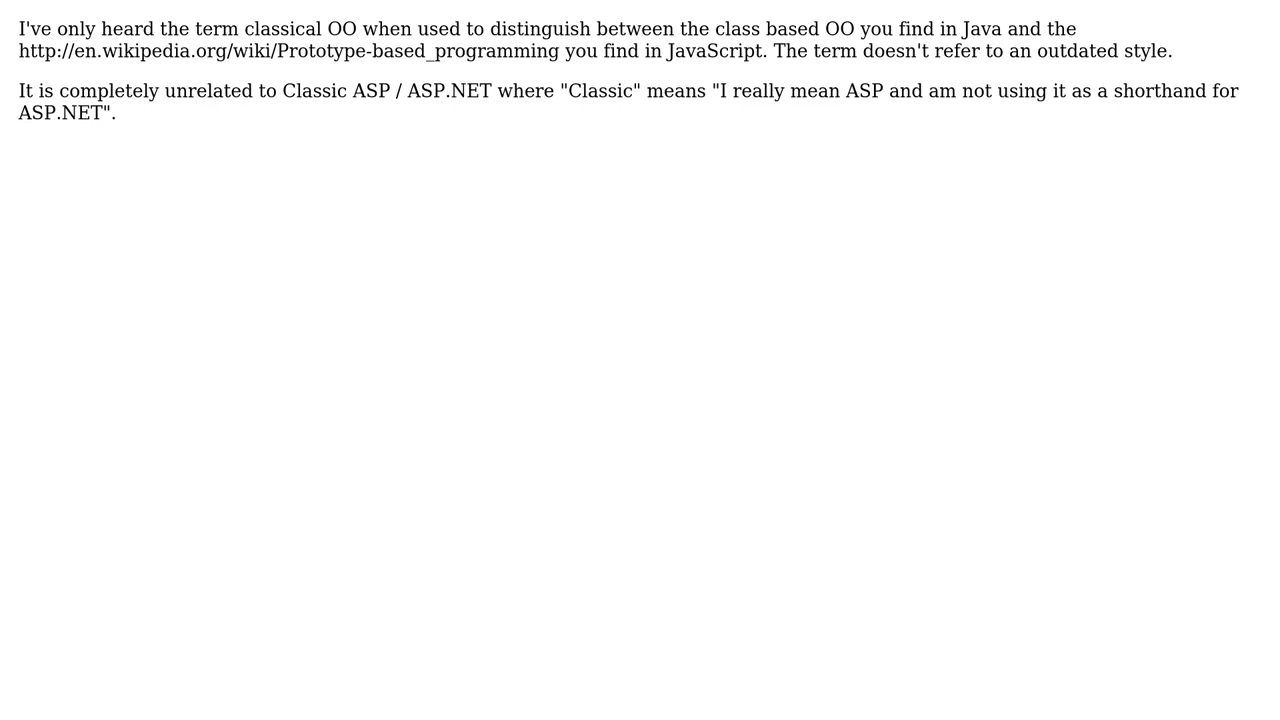 I've only heard the term classical OO when used to distinguish between the class based OO you find in Java and the
http://en.wikipedia.org/wiki/Prototype-based_programming you find in JavaScript. The term doesn't refer to an outdated style.
It is completely unrelated to Classic ASP / ASP.NET where "Classic" means "I really mean ASP and am not using it as a shorthand for
ASP.NET".